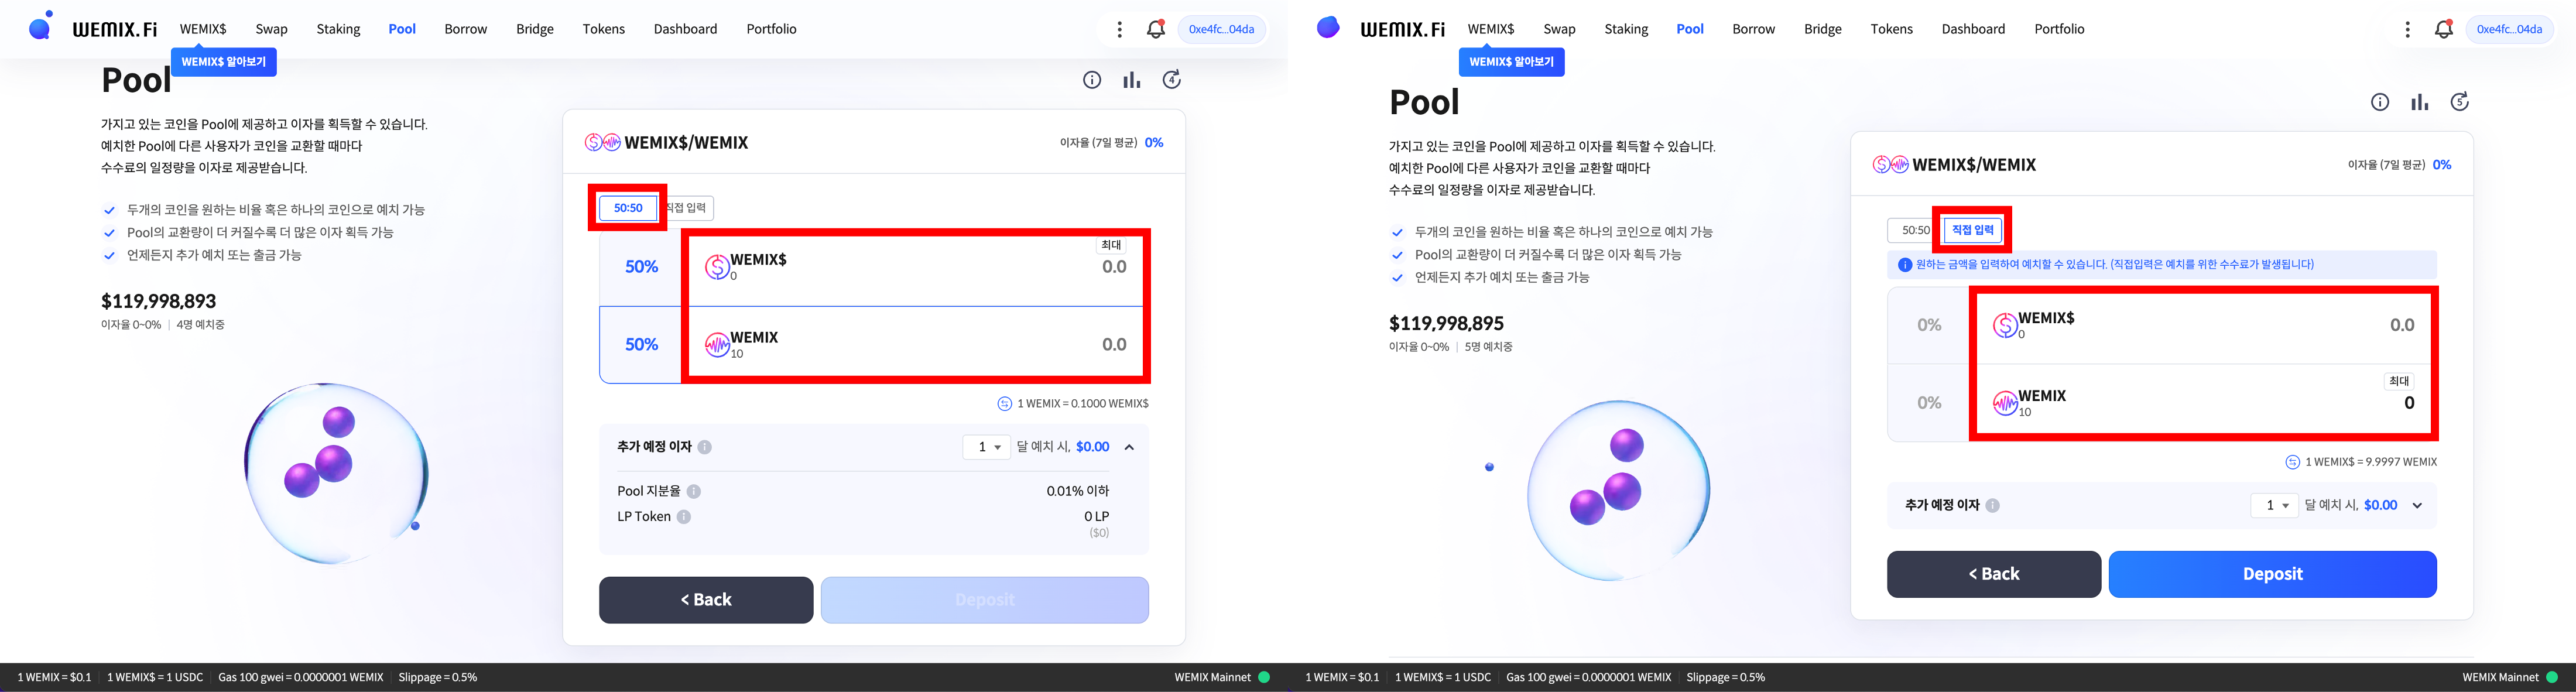 WEMIX.Fi WEMIX$ Swap Staking Pool Borrow Bridge Tokens Dashboard Portfolio 0xe4fc...04da
WEMIX$ 알아보기
Pool
4
가지고 있는 코인을 Pool에 제공하고 이자를 획득할 수 있습니다.
예치한 Pool에 다른 사용자가 코인을 교환할 때마다
수수료의 일정량을 이자로 제공받습니다.
두개의 코인을 원하는 비율 혹은 하나의 코인으로 예치 가능
Pool의 교환량이 더 커질수록 더 많은 이자 획득 가능
언제든지 추가 예치 또는 출금 가능
$119,998,893
이자율 0~0% | 4명 예치중
WEMIX$/WEMIX
이자율 (7일 평균) 0%
50:50 직접 입력
최대
50% WEMIX$ 0.0
0
50% WEMIX 0.0
10
1 WEMIX = 0.1000 WEMIX$
추가 예정 이자 1 달 예치 시, $0.00
Pool 지분율 0.01% 이하
LP Token 0 LP
($0)
< Back Deposit
1 WEMIX = $0.1 1 WEMIX$ = 1 USDC Gas 100 gwei = 0.0000001 WEMIX Slippage = 0.5% WEMIX Mainnet
WEMIX.Fi WEMIX$ Swap Staking Pool Borrow Bridge Tokens Dashboard Portfolio 0xe4fc...04da
WEMIX$ 알아보기
Pool
5
가지고 있는 코인을 Pool에 제공하고 이자를 획득할 수 있습니다.
예치한 Pool에 다른 사용자가 코인을 교환할 때마다
수수료의 일정량을 이자로 제공받습니다.
두개의 코인을 원하는 비율 혹은 하나의 코인으로 예치 가능
Pool의 교환량이 더 커질수록 더 많은 이자 획득 가능
언제든지 추가 예치 또는 출금 가능
$119,998,895
이자율 0~0% | 5명 예치중
WEMIX$/WEMIX
이자율 (7일 평균) 0%
50:50 직접 입력
원하는 금액을 입력하여 예치할 수 있습니다. (직접입력은 예치를 위한 수수료가 발생됩니다)
0% WEMIX$ 0.0
0
최대
0% WEMIX 0
10
1 WEMIX$ = 9.9997 WEMIX
추가 예정 이자 1 달 예치 시, $0.00
< Back Deposit
1 WEMIX = $0.1 1 WEMIX$ = 1 USDC Gas 100 gwei = 0.0000001 WEMIX Slippage = 0.5% WEMIX Mainnet